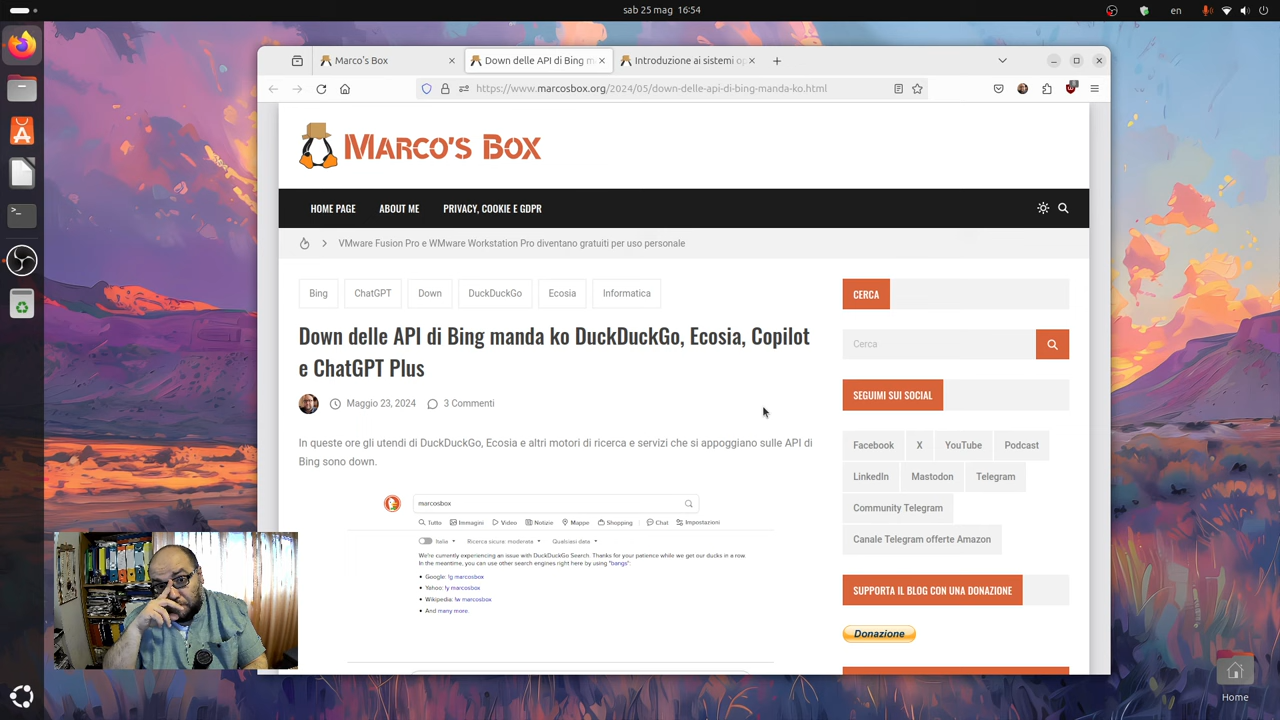 sab 25 mag 16:54
en
Marco's Box
Down delle API di Bing m
Introduzione ai sistemi op
https://www.marcosbox.org/2024/05/down-delle-api-di-bing-manda-ko.html
MARCO'S BOX
HOME PAGE ABOUT ME PRIVACY, COOKIE E GDPR
VMware Fusion Pro e WMware Workstation Pro diventano gratuiti per uso personale
Bing ChatGPT Down DuckDuckGo Ecosia Informatica
Down delle API di Bing manda ko DuckDuckGo, Ecosia, Copilot
e ChatGPT Plus
Maggio 23, 2024 3 Commenti
In queste ore gli utendi di DuckDuckGo, Ecosia e altri motori di ricerca e servizi che si appoggiano sulle API di
Bing sono down.
marcosbox
Tutto Immagini Video Notizie Mappe Shopping Chat Impostazioni
Italia Ricerca sicura: moderata Qualsiasi data
We're currently experiencing an issue with DuckDuckGo Search. Thanks for your patience while we get our ducks in a row.
In the meantime, you can use other search engines right here by using "bangs":
• Google: !g marcosbox
• Yahoo: !y marcosbox
• Wikipedia: !w marcosbox
• And many more.
CERCA
Cerca
SEGUIMI SUI SOCIAL
Facebook X YouTube Podcast
LinkedIn Mastodon Telegram
Community Telegram
Canale Telegram offerte Amazon
SUPPORTA IL BLOG CON UNA DONAZIONE
Donazione
Home